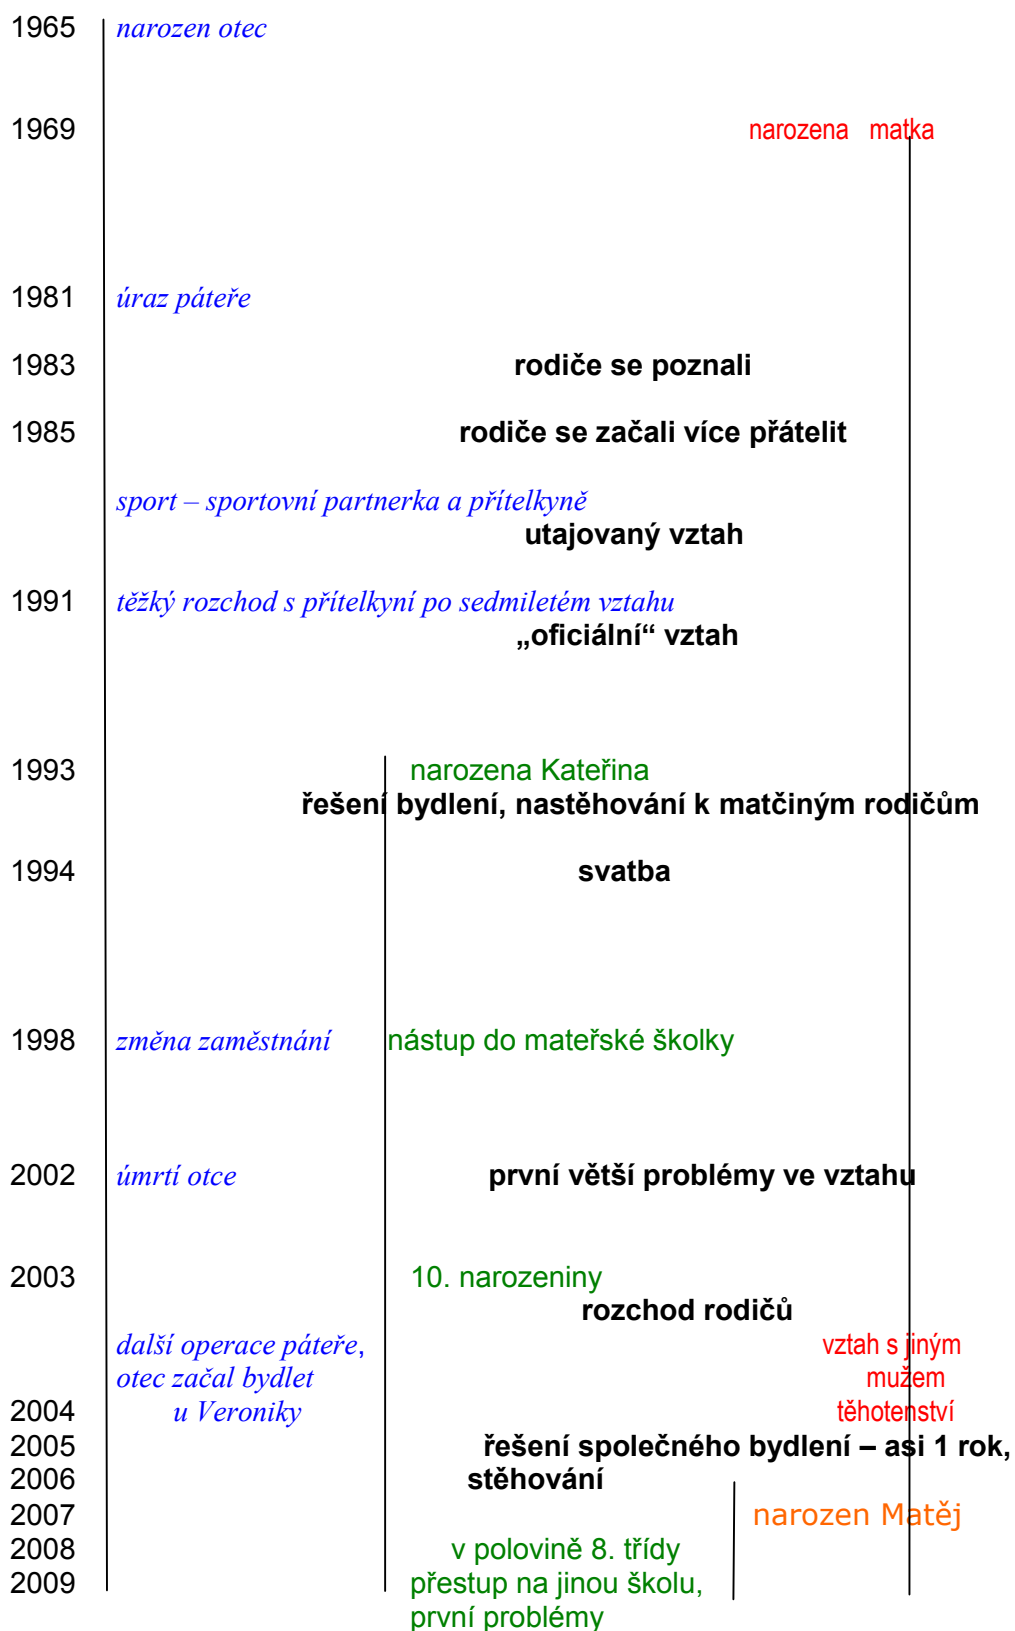 1965 narozen otec
1969 narozena matka
1981 úraz páteře
1983 rodiče se poznali
1985 rodiče se začali více přátelit
sport – sportovní partnerka a přítelkyně
utajovaný vztah
1991 těžký rozchod s přítelkyní po sedmiletém vztahu
„oficiální“ vztah
1993 narozena Kateřina
řešení bydlení, nastěhování k matčiným rodičům
1994 svatba
1998 změna zaměstnání nástup do mateřské školky
2002 úmrtí otce první větší problémy ve vztahu
2003 10. narozeniny
rozchod rodičů
další operace páteře, vztah s jiným
otec začal bydlet mužem
2004 u Veroniky těhotenství
2005 řešení společného bydlení – asi 1 rok,
2006 stěhování
2007 narozen Matěj
2008 v polovině 8. třídy
2009 přestup na jinou školu,
první problémy